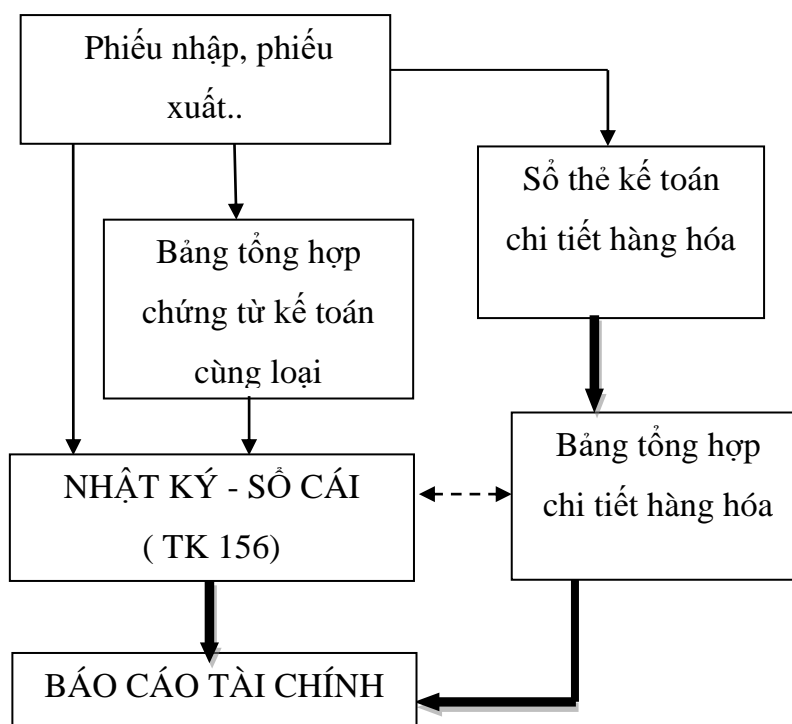 Phiếu nhập, phiếu
xuất..
Sổ thẻ kế toán
chi tiết hàng hóa
Bảng tổng hợp
chứng từ kế toán
cùng loại
Bảng tổng hợp
chi tiết hàng hóa
NHẬT KÝ - SỔ CÁI
( TK 156)
BÁO CÁO TÀI CHÍNH